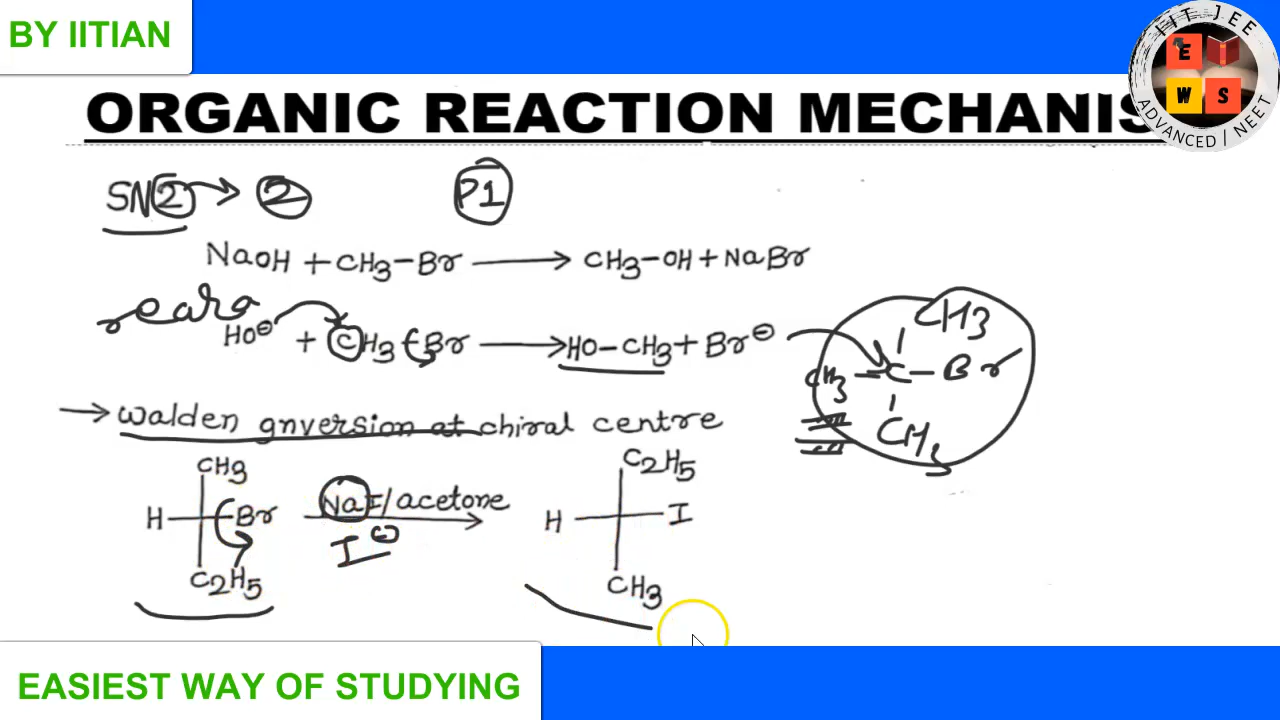 BY IITIAN
IIT JEE
E
W S
ADVANCED / NEET
ORGANIC REACTION MECHANIS
SN2 → 2 P1
NaOH + CH3-Br → CH3-OH + NaBr
HO⊖ + CH3-Br → HO-CH3 + Br⊖
CH3
CH3-C-Br
CH3
→ walden gnversion at chiral centre
CH3 C2H5
H Br NaI/acetone H I
I⊖
C2H5 CH3
EASIEST WAY OF STUDYING